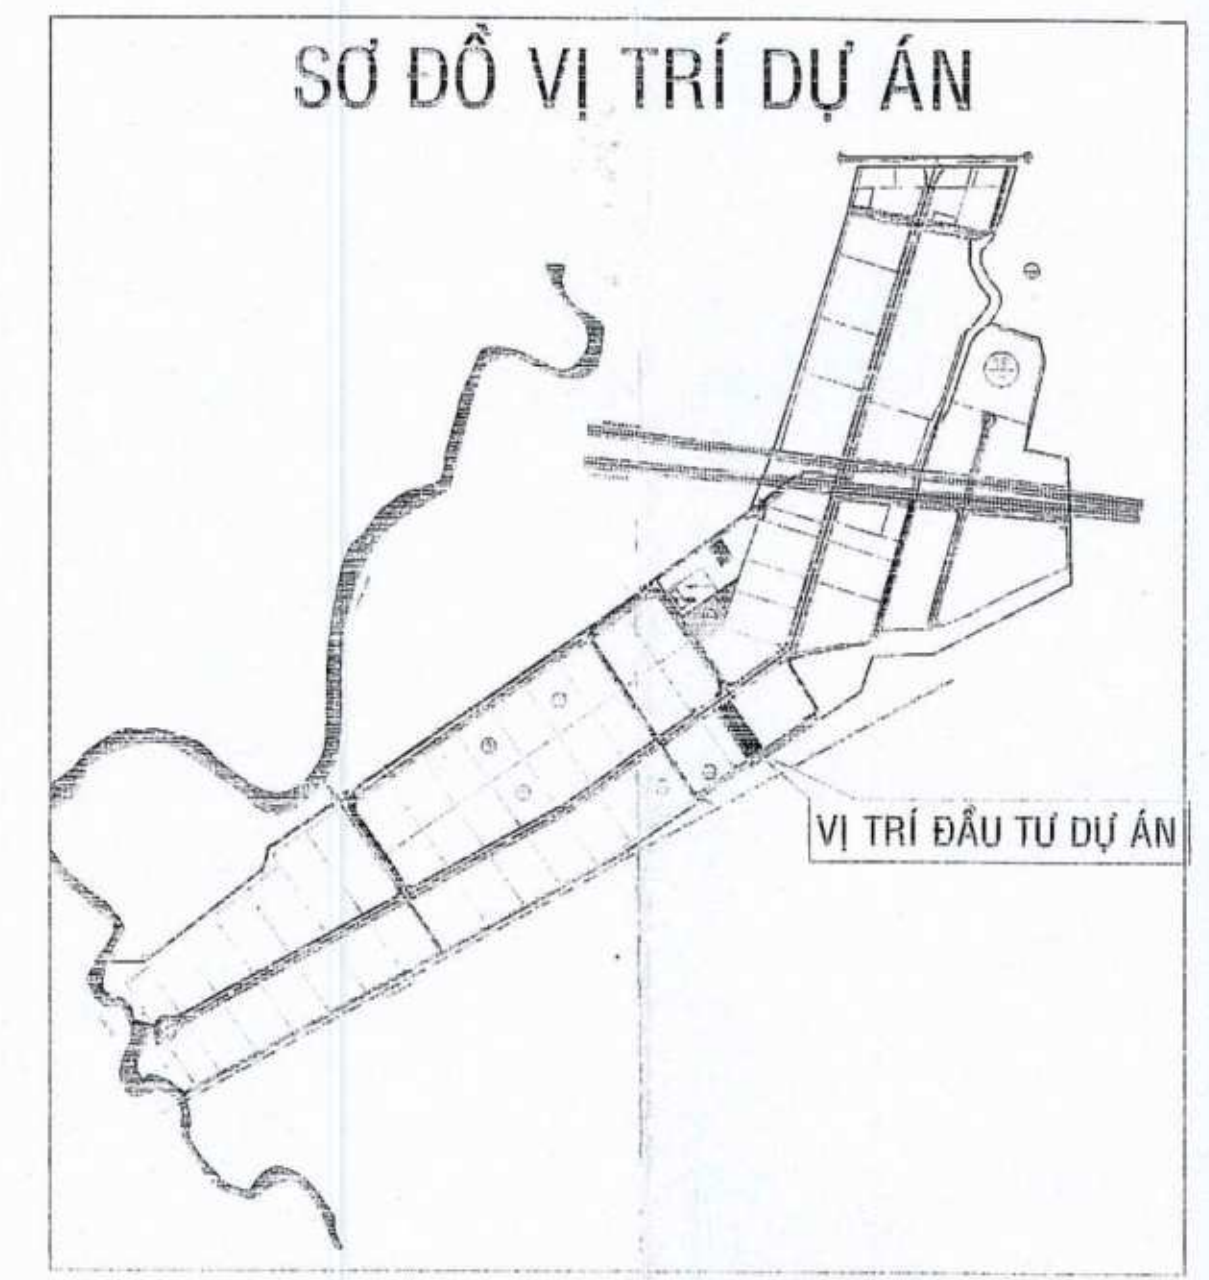 SƠ ĐỒ VỊ TRÍ DỰ ÁN
VỊ TRÍ ĐẦU TƯ DỰ ÁN